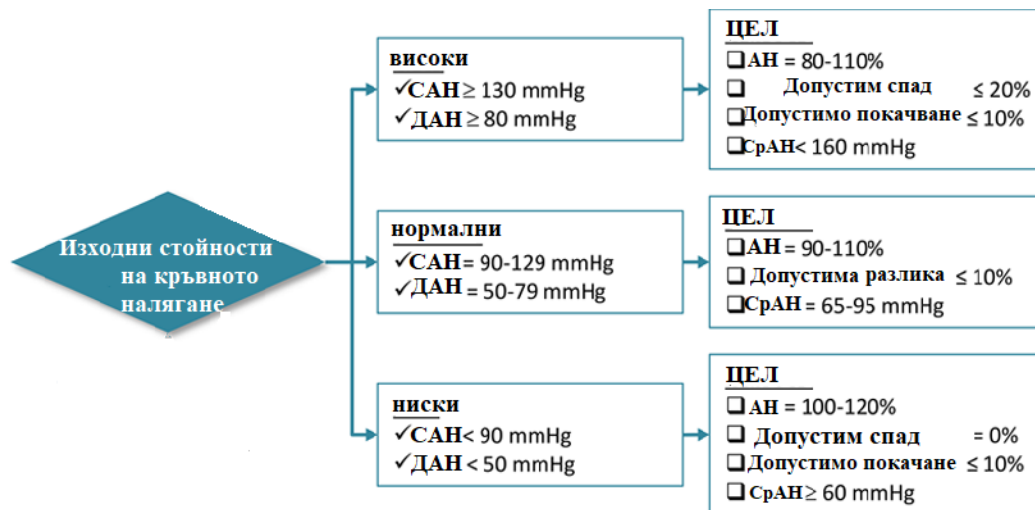 Изходни стойности
на кръвното
налягане
високи
✓САН ≥ 130 mmHg
✓ДАН ≥ 80 mmHg
ЦЕЛ
❑АН = 80-110%
❑ Допустим спад ≤ 20%
❑Допустимо покачване ≤ 10%
❑СрАН< 160 mmHg
нормални
✓САН = 90-129 mmHg
✓ДАН = 50-79 mmHg
ЦЕЛ
❑АН = 90-110%
❑ Допустима разлика ≤ 10%
❑СрАН = 65-95 mmHg
ниски
✓САН< 90 mmHg
✓ДАН < 50 mmHg
ЦЕЛ
❑ АН = 100-120%
❑ Допустим спад = 0%
❑ Допустимо покачане ≤ 10%
❑ СрАН ≥ 60 mmHg